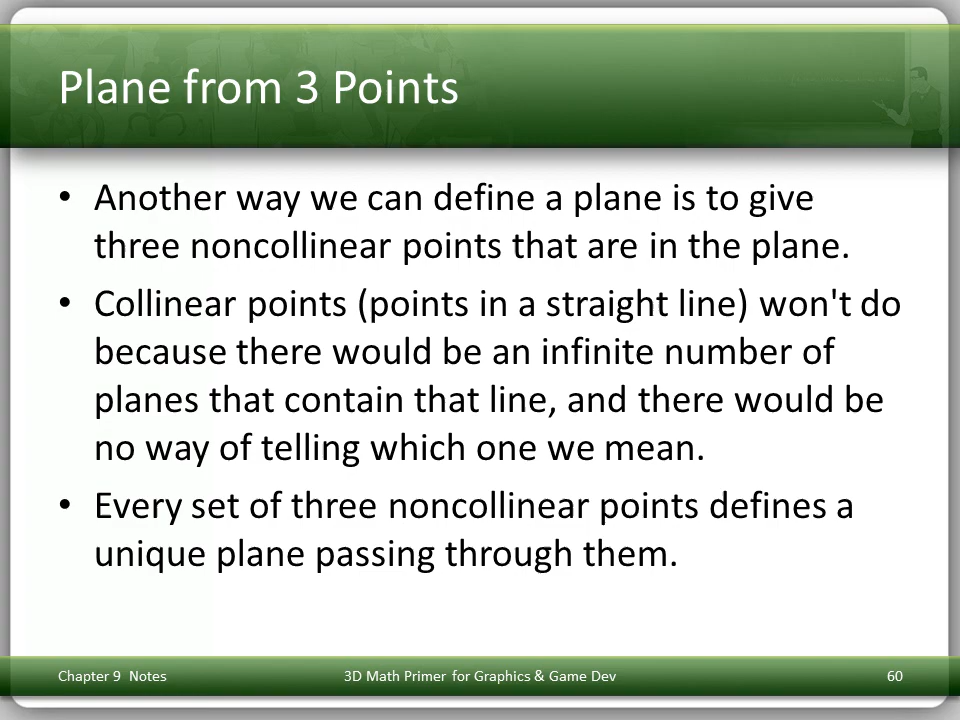 Plane from 3 Points
• Another way we can define a plane is to give
three noncollinear points that are in the plane.
• Collinear points (points in a straight line) won't do
because there would be an infinite number of
planes that contain that line, and there would be
no way of telling which one we mean.
• Every set of three noncollinear points defines a
unique plane passing through them.
Chapter 9 Notes
3D Math Primer for Graphics & Game Dev
60